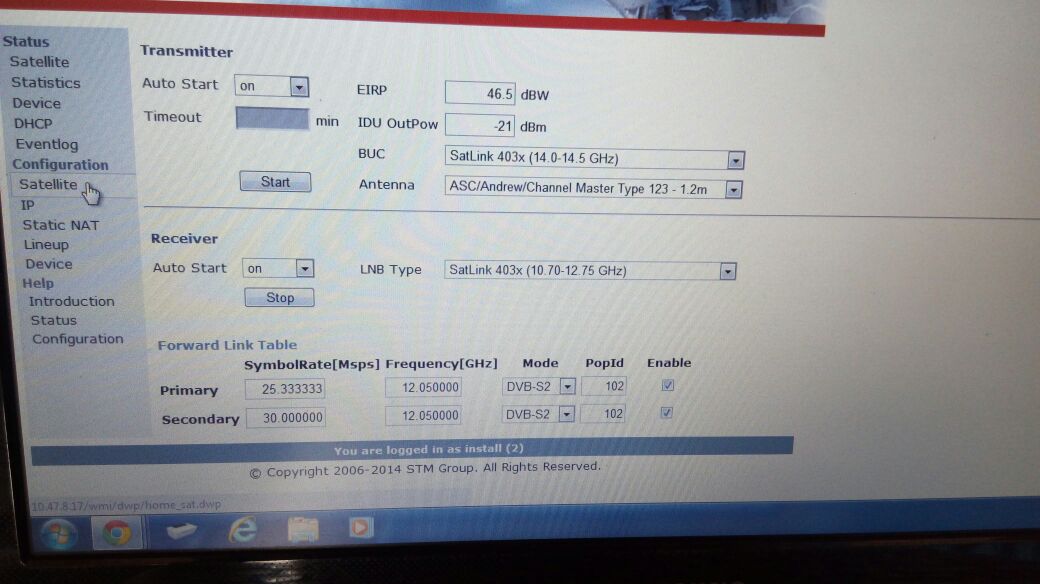 Status
Satellite
Statistics
Device
DHCP
Eventlog
Configuration
Satellite
IP
Static NAT
Lineup
Device
Help
Introduction
Status
Configuration
Transmitter
Auto Start on EIRP 46.5 dBW
Timeout min IDU OutPow -21 dBm
BUC SatLink 403x (14.0-14.5 GHz)
Start Antenna ASC/Andrew/Channel Master Type 123 - 1.2m
Receiver
Auto Start on LNB Type SatLink 403x (10.70-12.75 GHz)
Stop
Forward Link Table
SymbolRate[Msps] Frequency[GHz] Mode PopId Enable
Primary 25.333333 12.050000 DVB-S2 102
Secondary 30.000000 12.050000 DVB-S2 102
You are logged in as install (2)
© Copyright 2006-2014 STM Group. All Rights Reserved.
10.47.8.17/wmi/dwp/home_sat.dwp